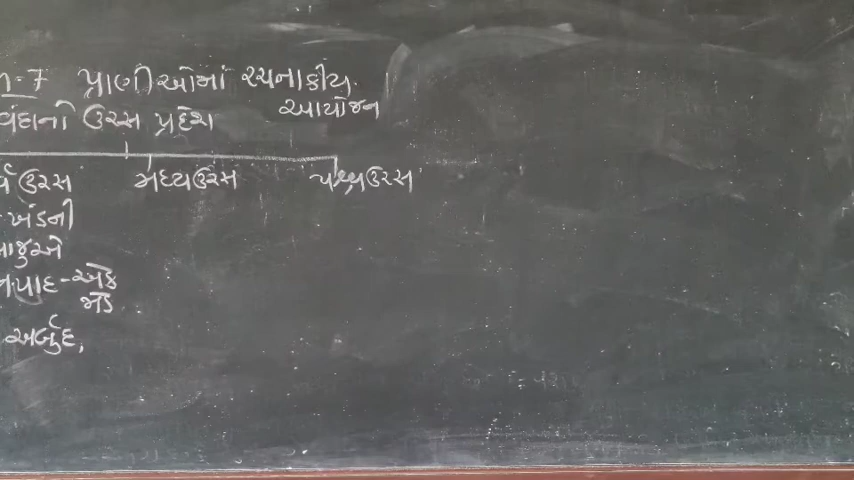 7 પ્રાણીઓમાં રચનાકીય
આયોજન
વંદાનો ઉરસ પ્રદેશ
ઉરસ મધ્યઉરસ પશ્ચઉરસ
ખંડની
બાજુએ
પાદ-એક
જોડ
અર્બુદ,